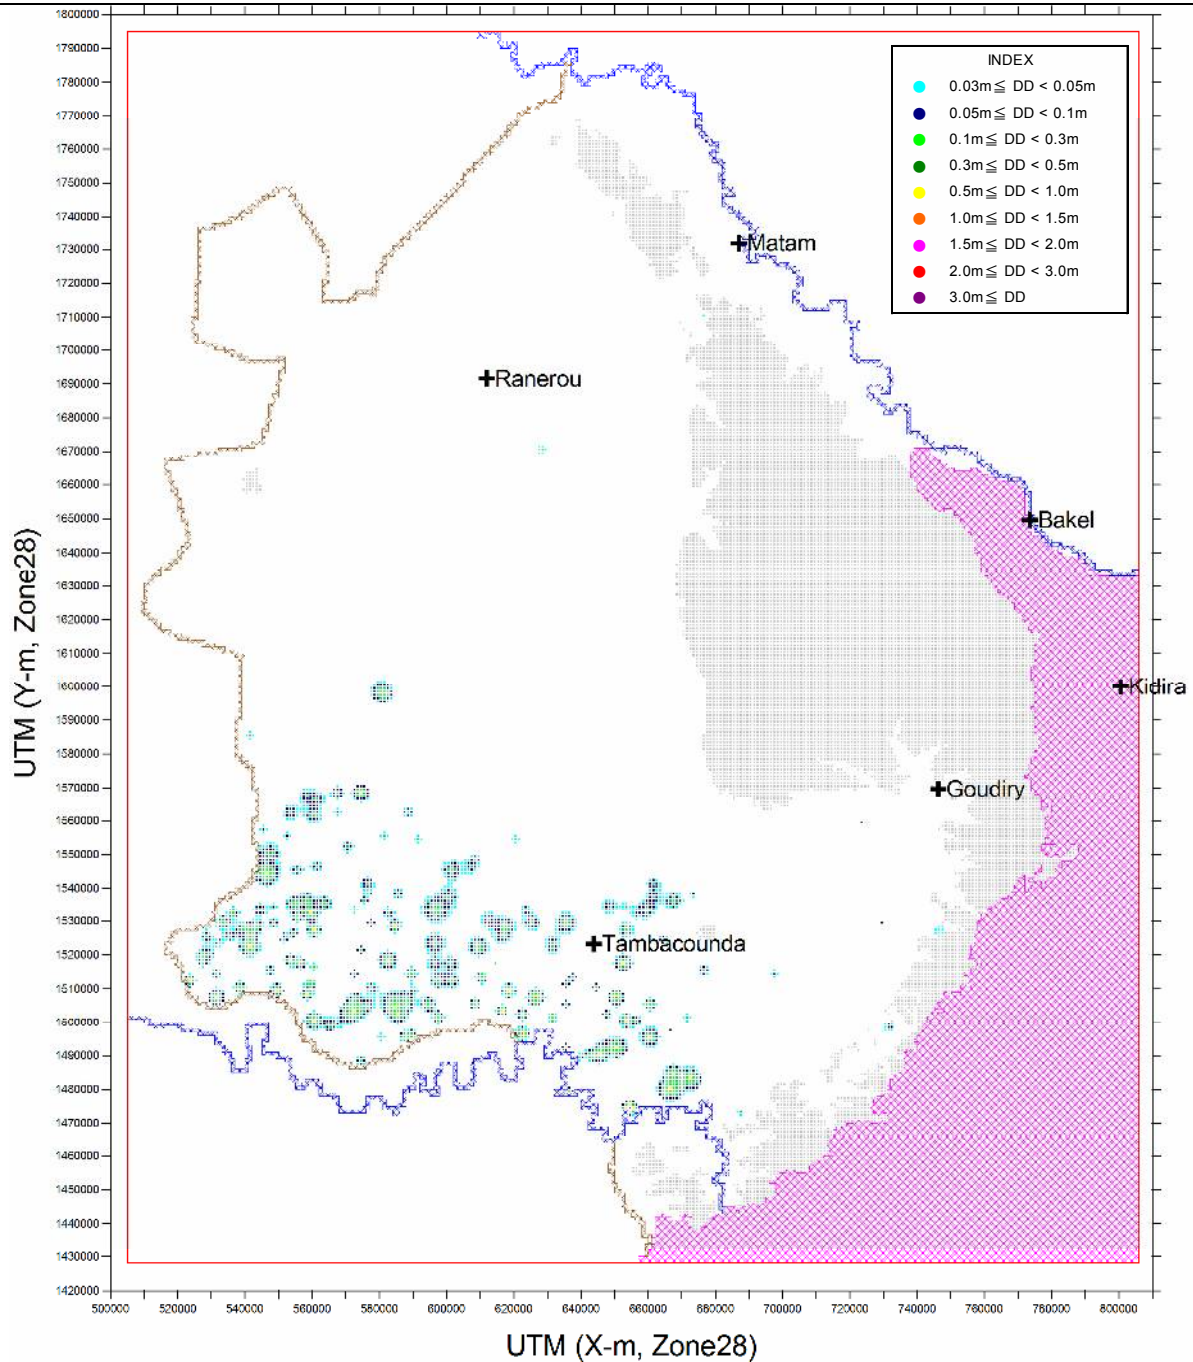 1800000
1790000
1780000
1770000
1760000
1750000
1740000
1730000
1720000
1710000
1700000
1690000
1680000
1670000
1660000
1650000
1640000
1630000
1620000
1610000
1600000
1590000
1580000
1570000
1560000
1550000
1540000
1530000
1520000
1510000
1500000
1490000
1480000
1470000
1460000
1450000
1440000
1430000
1420000
UTM (Y-m, Zone28)
INDEX
0.03m≦ DD < 0.05m
0.05m≦ DD < 0.1m
0.1m≦ DD < 0.3m
0.3m≦ DD < 0.5m
0.5m≦ DD < 1.0m
1.0m≦ DD < 1.5m
1.5m≦ DD < 2.0m
2.0m≦ DD < 3.0m
3.0m≦ DD
Matam
Ranerou
Bakel
Kidira
Goudiry
Tambacounda
500000 520000 540000 560000 580000 600000 620000 640000 660000 680000 700000 720000 740000 760000 780000 800000
UTM (X-m, Zone28)